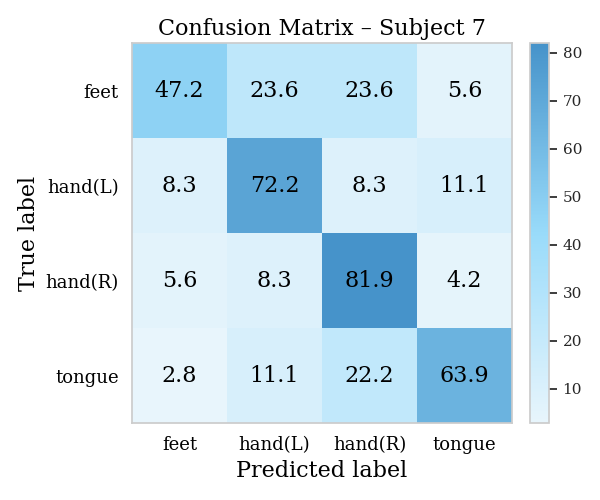 Confusion Matrix – Subject 7
feet 47.2 23.6 23.6 5.6
hand(L) 8.3 72.2 8.3 11.1
hand(R) 5.6 8.3 81.9 4.2
tongue 2.8 11.1 22.2 63.9
feet hand(L) hand(R) tongue
Predicted label
True label
80
70
60
50
40
30
20
10